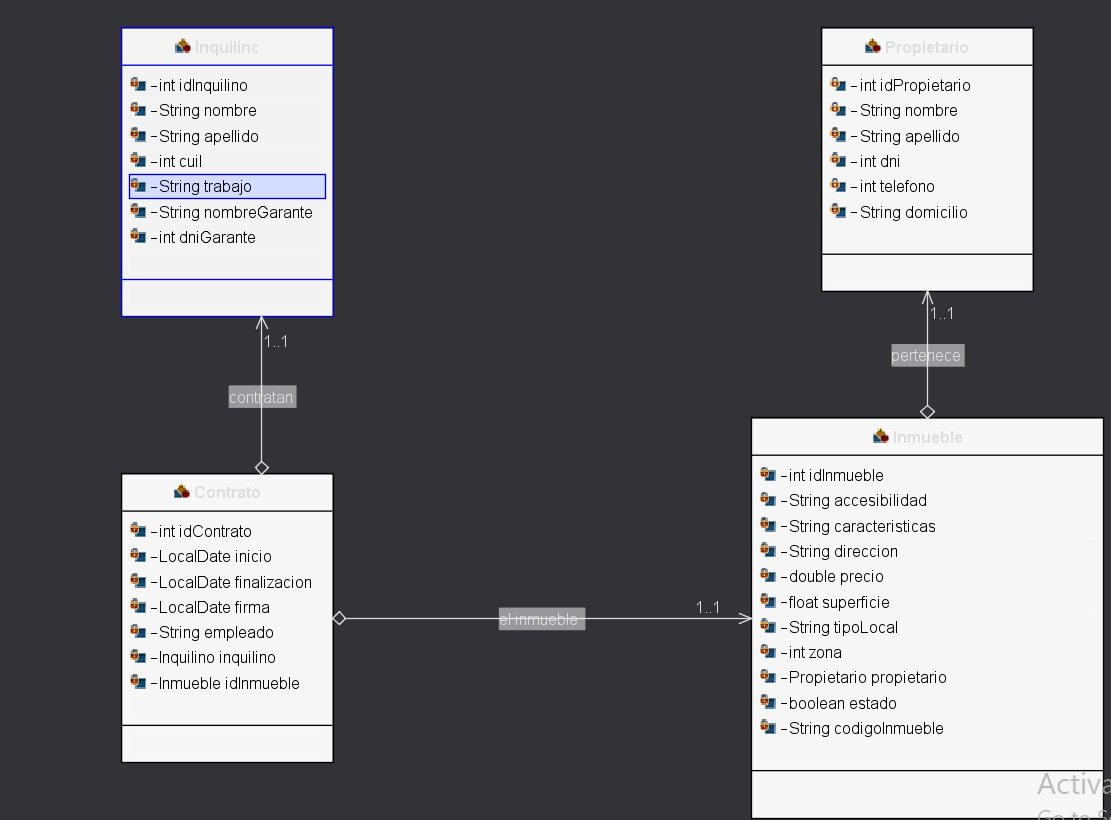 Inquilino
-int idInquilino
-String nombre
-String apellido
-int cuil
-String trabajo
-String nombreGarante
-int dniGarante
Propietario
-int idPropietario
-String nombre
-String apellido
-int dni
-int telefono
-String domicilio
1..1
contratan
1..1
pertenece
Contrato
-int idContrato
-LocalDate inicio
-LocalDate finalizacion
-LocalDate firma
-String empleado
-Inquilino inquilino
-Inmueble idInmueble
el inmueble
1..1
Inmueble
-int idInmueble
-String accesibilidad
-String caracteristicas
-String direccion
-double precio
-float superficie
-String tipoLocal
-int zona
-Propietario propietario
-boolean estado
-String codigoInmueble
Activa
Go to S